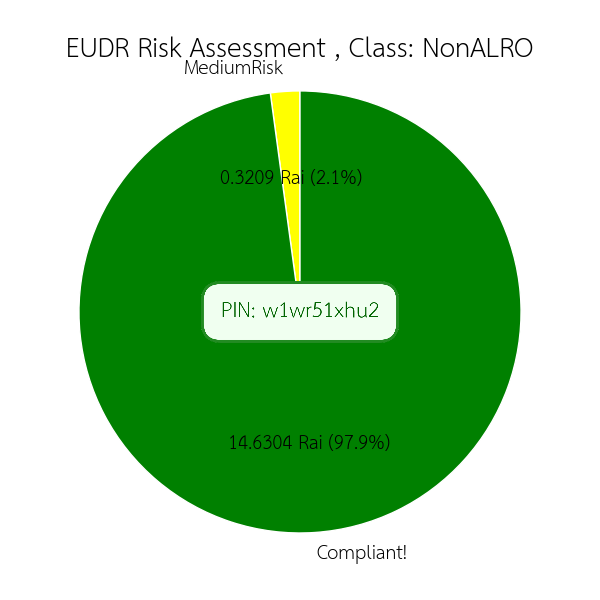 EUDR Risk Assessment , Class: NonALRO
MediumRisk
0.3209 Rai (2.1%)
PIN: w1wr51xhu2
14.6304 Rai (97.9%)
Compliant!